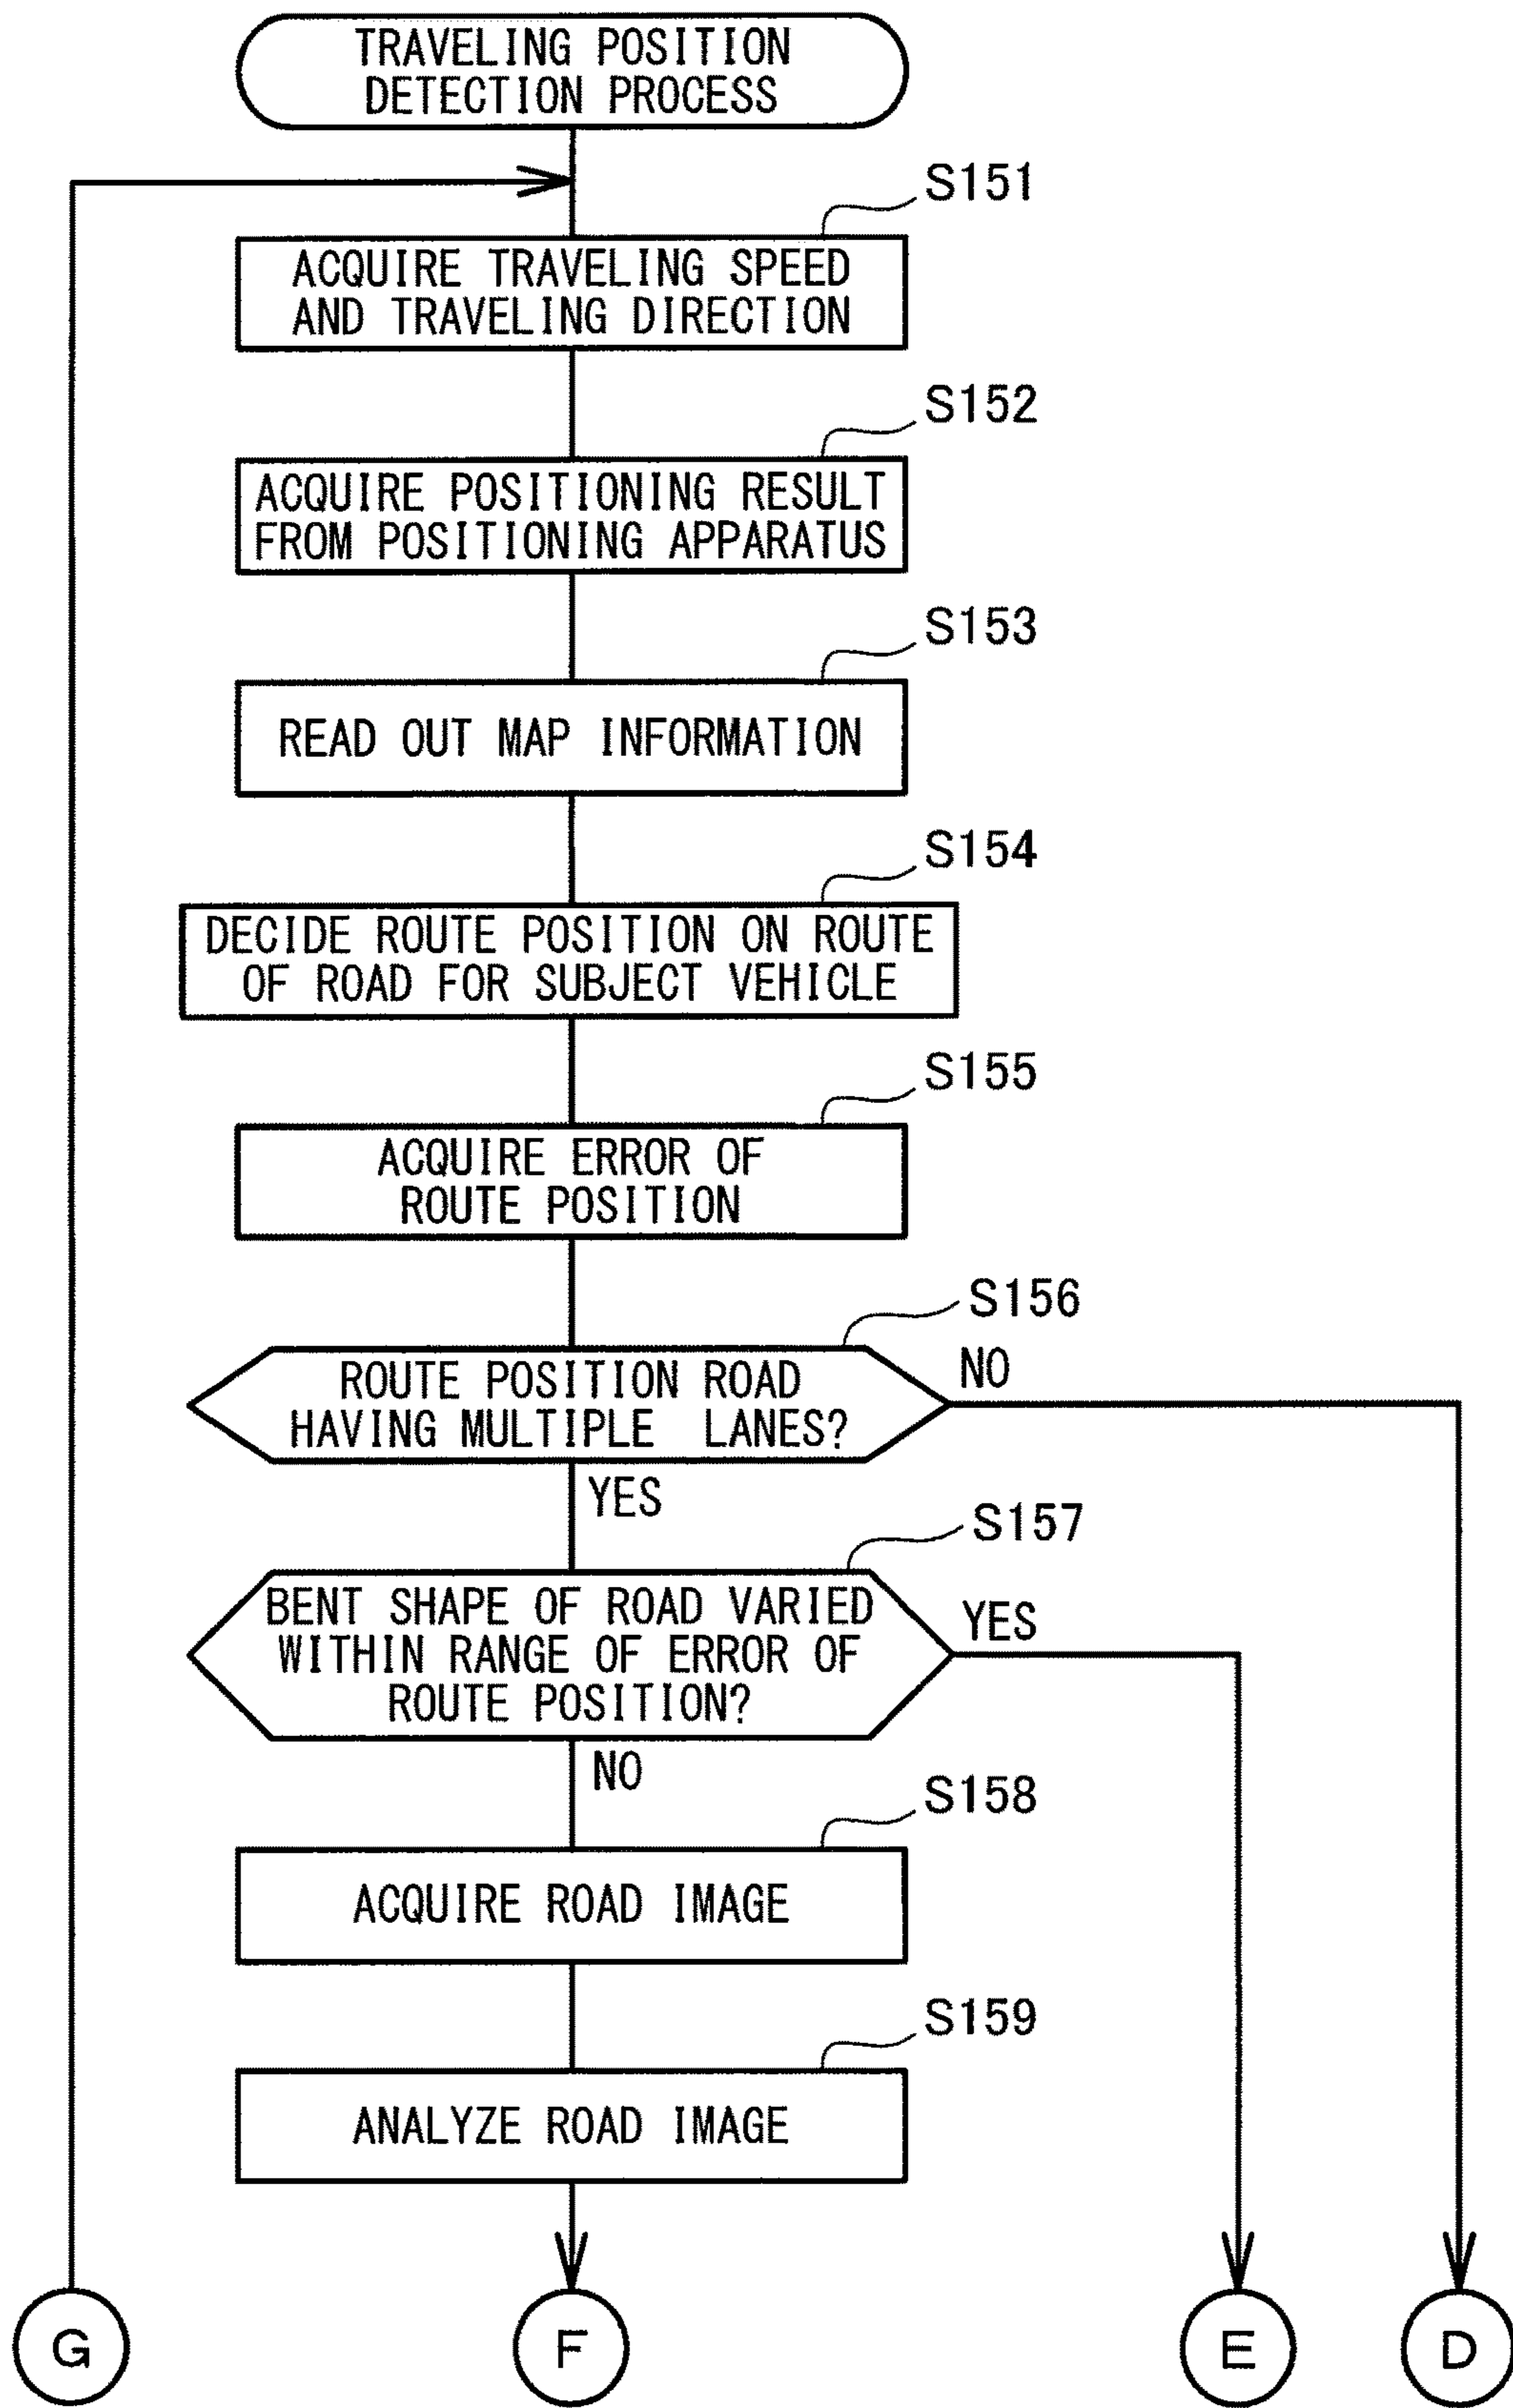 TRAVELING POSITION
DETECTION PROCESS
S151
ACQUIRE TRAVELING SPEED
AND TRAVELING DIRECTION
S152
ACQUIRE POSITIONING RESULT
FROM POSITIONING APPARATUS
S153
READ OUT MAP INFORMATION
S154
DECIDE ROUTE POSITION ON ROUTE
OF ROAD FOR SUBJECT VEHICLE
S155
ACQUIRE ERROR OF
ROUTE POSITION
S156
ROUTE POSITION ROAD
HAVING MULTIPLE LANES?
NO
YES
S157
BENT SHAPE OF ROAD VARIED
WITHIN RANGE OF ERROR OF
ROUTE POSITION?
YES
NO
S158
ACQUIRE ROAD IMAGE
S159
ANALYZE ROAD IMAGE
G
F
E
D